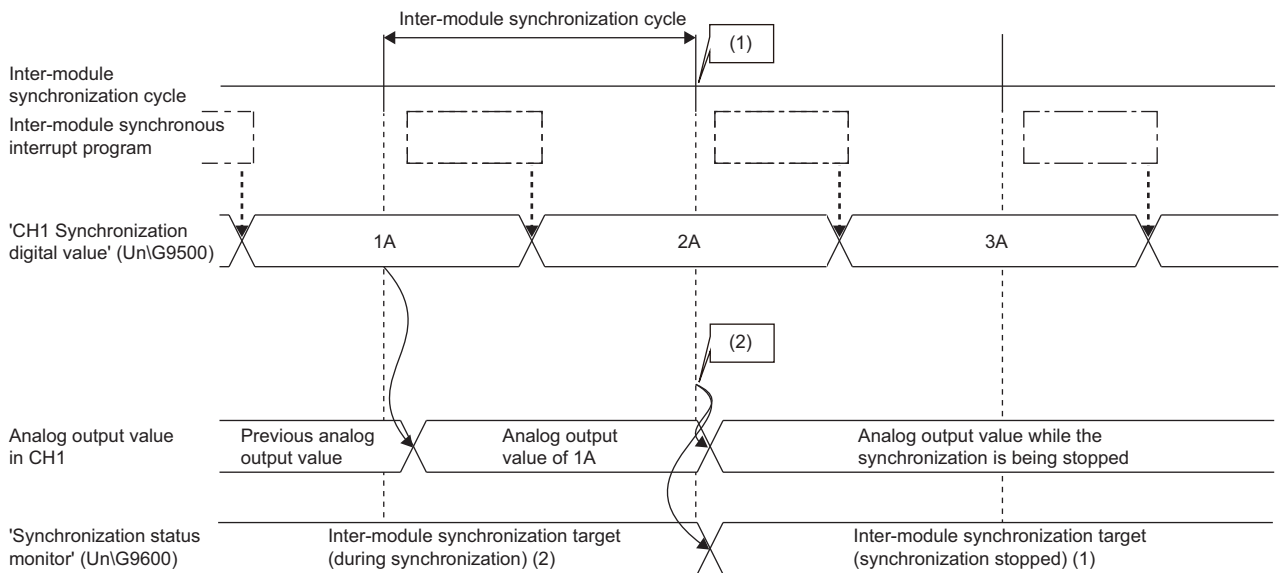 Inter-module synchronization cycle
(1)
Inter-module
synchronization cycle
Inter-module synchronous
interrupt program
'CH1 Synchronization
digital value' (Un\G9500)
1A
2A
3A
(2)
Analog output value
in CH1
Previous analog
output value
Analog output
value of 1A
Analog output value while the
synchronization is being stopped
'Synchronization status
monitor' (Un\G9600)
Inter-module synchronization target
(during synchronization) (2)
Inter-module synchronization target
(synchronization stopped) (1)